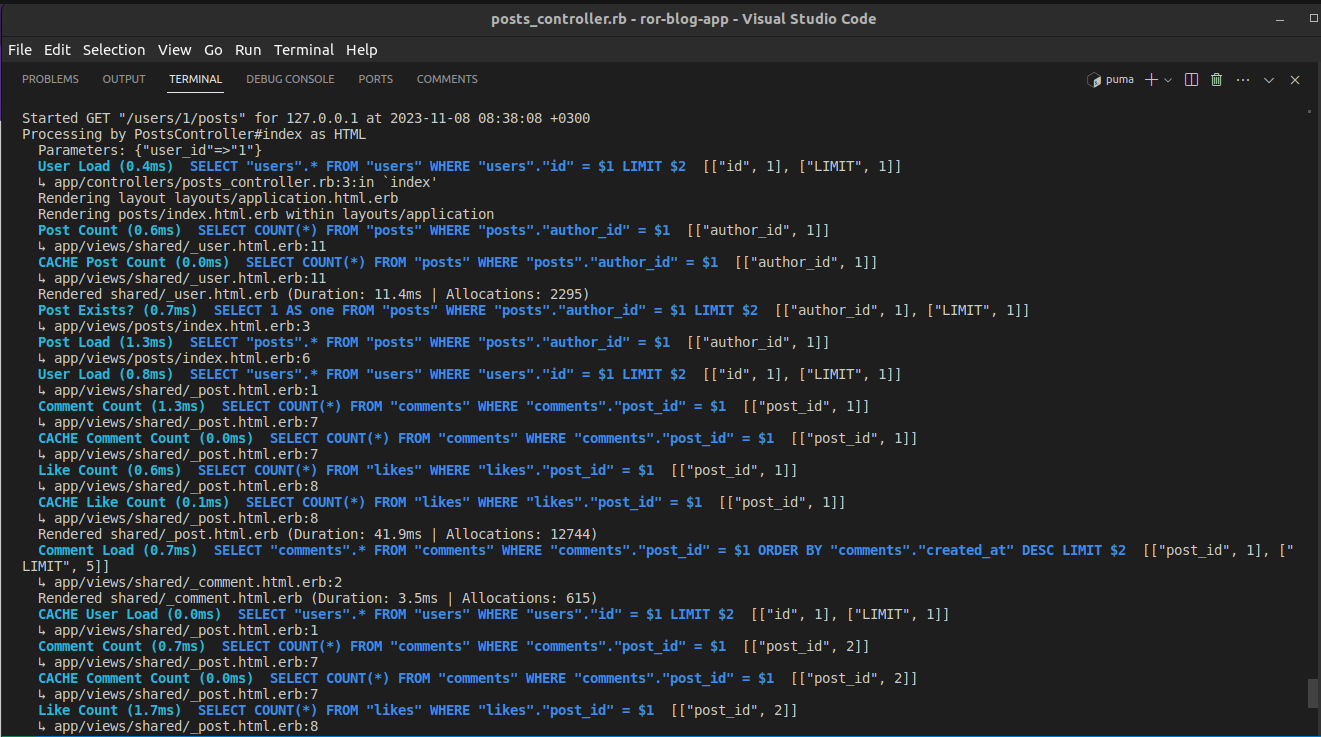 posts_controller.rb - ror-blog-app - Visual Studio Code
File Edit Selection View Go Run Terminal Help
PROBLEMS OUTPUT TERMINAL DEBUG CONSOLE PORTS COMMENTS puma
Started GET "/users/1/posts" for 127.0.0.1 at 2023-11-08 08:38:08 +0300
Processing by PostsController#index as HTML
  Parameters: {"user_id"=>"1"}
  User Load (0.4ms)  SELECT "users".* FROM "users" WHERE "users"."id" = $1 LIMIT $2  [["id", 1], ["LIMIT", 1]]
  ↳ app/controllers/posts_controller.rb:3:in `index'
  Rendering layout layouts/application.html.erb
  Rendering posts/index.html.erb within layouts/application
  Post Count (0.6ms)  SELECT COUNT(*) FROM "posts" WHERE "posts"."author_id" = $1  [["author_id", 1]]
  ↳ app/views/shared/_user.html.erb:11
  CACHE Post Count (0.0ms)  SELECT COUNT(*) FROM "posts" WHERE "posts"."author_id" = $1  [["author_id", 1]]
  ↳ app/views/shared/_user.html.erb:11
  Rendered shared/_user.html.erb (Duration: 11.4ms | Allocations: 2295)
  Post Exists? (0.7ms)  SELECT 1 AS one FROM "posts" WHERE "posts"."author_id" = $1 LIMIT $2  [["author_id", 1], ["LIMIT", 1]]
  ↳ app/views/posts/index.html.erb:3
  Post Load (1.3ms)  SELECT "posts".* FROM "posts" WHERE "posts"."author_id" = $1  [["author_id", 1]]
  ↳ app/views/posts/index.html.erb:6
  User Load (0.8ms)  SELECT "users".* FROM "users" WHERE "users"."id" = $1 LIMIT $2  [["id", 1], ["LIMIT", 1]]
  ↳ app/views/shared/_post.html.erb:1
  Comment Count (1.3ms)  SELECT COUNT(*) FROM "comments" WHERE "comments"."post_id" = $1  [["post_id", 1]]
  ↳ app/views/shared/_post.html.erb:7
  CACHE Comment Count (0.0ms)  SELECT COUNT(*) FROM "comments" WHERE "comments"."post_id" = $1  [["post_id", 1]]
  ↳ app/views/shared/_post.html.erb:7
  Like Count (0.6ms)  SELECT COUNT(*) FROM "likes" WHERE "likes"."post_id" = $1  [["post_id", 1]]
  ↳ app/views/shared/_post.html.erb:8
  CACHE Like Count (0.1ms)  SELECT COUNT(*) FROM "likes" WHERE "likes"."post_id" = $1  [["post_id", 1]]
  ↳ app/views/shared/_post.html.erb:8
  Rendered shared/_post.html.erb (Duration: 41.9ms | Allocations: 12744)
  Comment Load (0.7ms)  SELECT "comments".* FROM "comments" WHERE "comments"."post_id" = $1 ORDER BY "comments"."created_at" DESC LIMIT $2  [["post_id", 1], ["
LIMIT", 5]]
  ↳ app/views/shared/_comment.html.erb:2
  Rendered shared/_comment.html.erb (Duration: 3.5ms | Allocations: 615)
  CACHE User Load (0.0ms)  SELECT "users".* FROM "users" WHERE "users"."id" = $1 LIMIT $2  [["id", 1], ["LIMIT", 1]]
  ↳ app/views/shared/_post.html.erb:1
  Comment Count (0.7ms)  SELECT COUNT(*) FROM "comments" WHERE "comments"."post_id" = $1  [["post_id", 2]]
  ↳ app/views/shared/_post.html.erb:7
  CACHE Comment Count (0.0ms)  SELECT COUNT(*) FROM "comments" WHERE "comments"."post_id" = $1  [["post_id", 2]]
  ↳ app/views/shared/_post.html.erb:7
  Like Count (1.7ms)  SELECT COUNT(*) FROM "likes" WHERE "likes"."post_id" = $1  [["post_id", 2]]
  ↳ app/views/shared/_post.html.erb:8